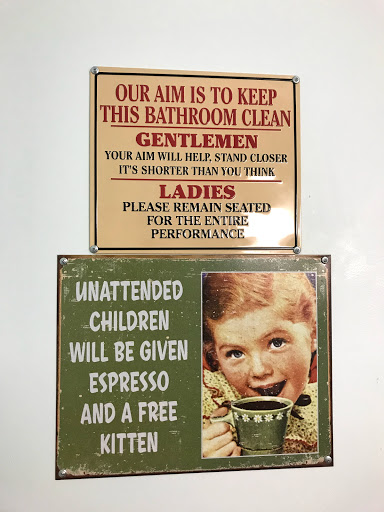 OUR AIM IS TO KEEP
THIS BATHROOM CLEAN
GENTLEMEN
YOUR AIM WILL HELP, STAND CLOSER
IT'S SHORTER THAN YOU THINK
LADIES
PLEASE REMAIN SEATED
FOR THE ENTIRE
PERFORMANCE
UNATTENDED
CHILDREN
WILL BE GIVEN
ESPRESSO
AND A FREE
KITTEN